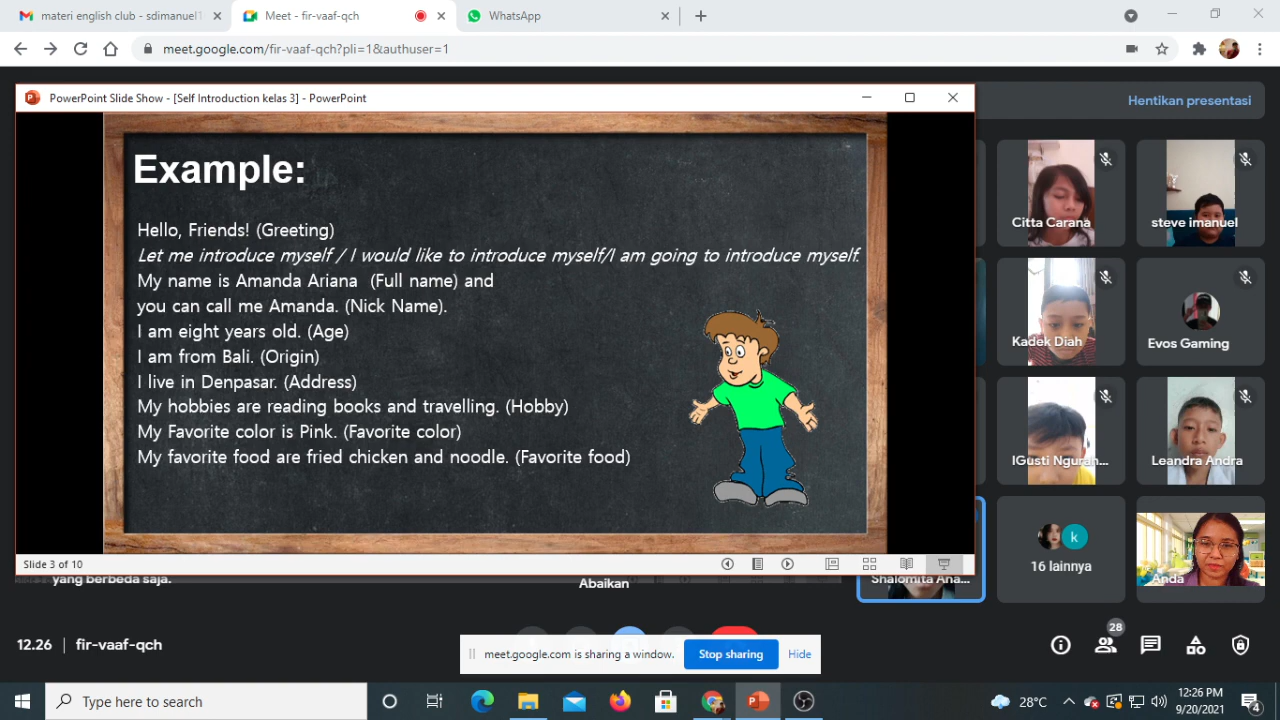 materi english club - sdimanuel1
Meet - fir-vaaf-qch
WhatsApp
meet.google.com/fir-vaaf-qch?pli=1&authuser=1
PowerPoint Slide Show - [Self Introduction kelas 3] - PowerPoint
Hentikan presentasi
Example:
Hello, Friends! (Greeting)
Let me introduce myself / I would like to introduce myself/I am going to introduce myself.
My name is Amanda Ariana (Full name) and
you can call me Amanda. (Nick Name).
I am eight years old. (Age)
I am from Bali. (Origin)
I live in Denpasar. (Address)
My hobbies are reading books and travelling. (Hobby)
My Favorite color is Pink. (Favorite color)
My favorite food are fried chicken and noodle. (Favorite food)
Citta Carana
steve imanuel
Kadek Diah
Evos Gaming
IGusti Ngurah...
Leandra Andra
k
16 lainnya
Anda
Shalomita Ana...
Slide 3 of 10
yang berbeda saja.
Abaikan
12.26 | fir-vaaf-qch
28
meet.google.com is sharing a window.
Stop sharing
Hide
Type here to search
28°C
12:26 PM
9/20/2021
4